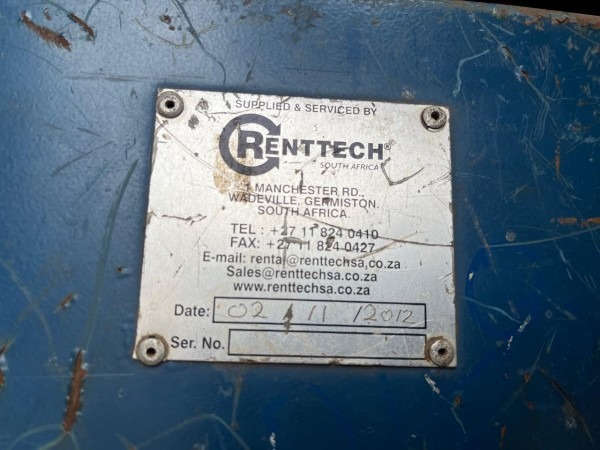 SUPPLIED & SERVICED BY
RENTTECH®
SOUTH AFRICA
1 MANCHESTER RD.,
WADEVILLE, GERMISTON,
SOUTH AFRICA.
TEL : +27 11 824 0410
FAX: +27 11 824 0427
E-mail: rental@renttechsa.co.za
Sales@renttechsa.co.za
www.renttechsa.co.za
Date: 02 / 11 / 2012
Ser. No.